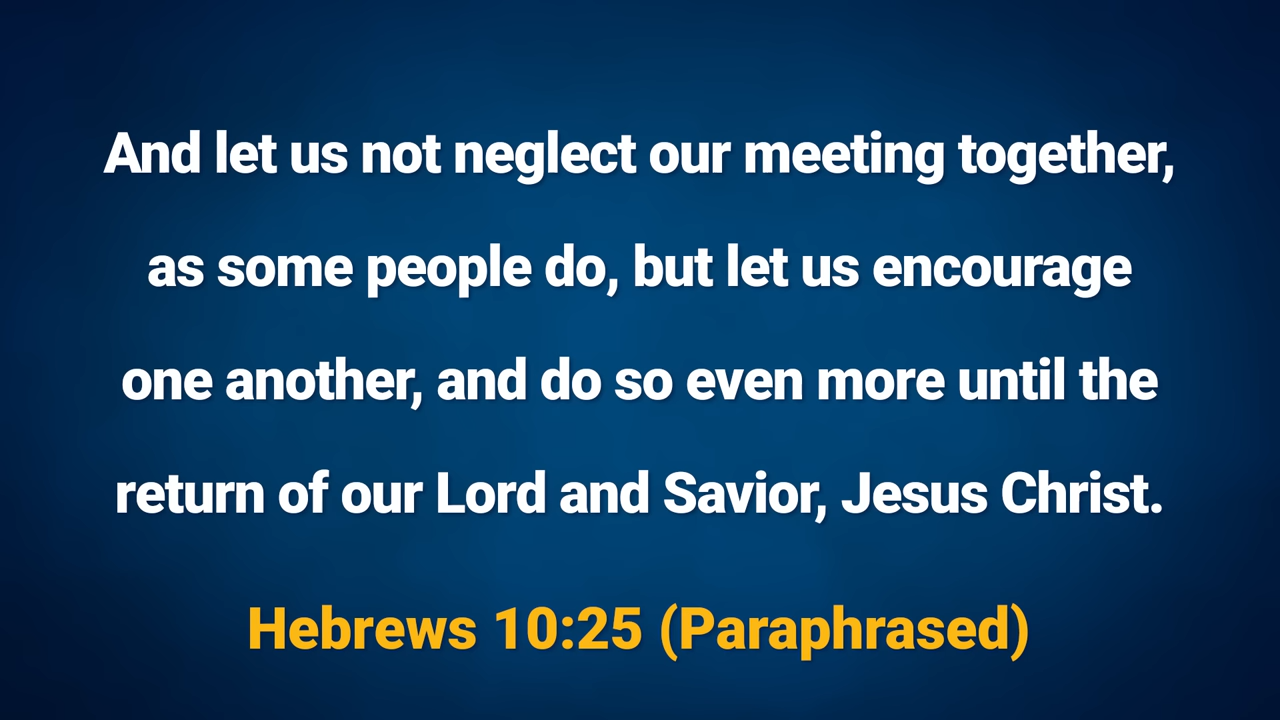 And let us not neglect our meeting together,
as some people do, but let us encourage
one another, and do so even more until the
return of our Lord and Savior, Jesus Christ.
Hebrews 10:25 (Paraphrased)